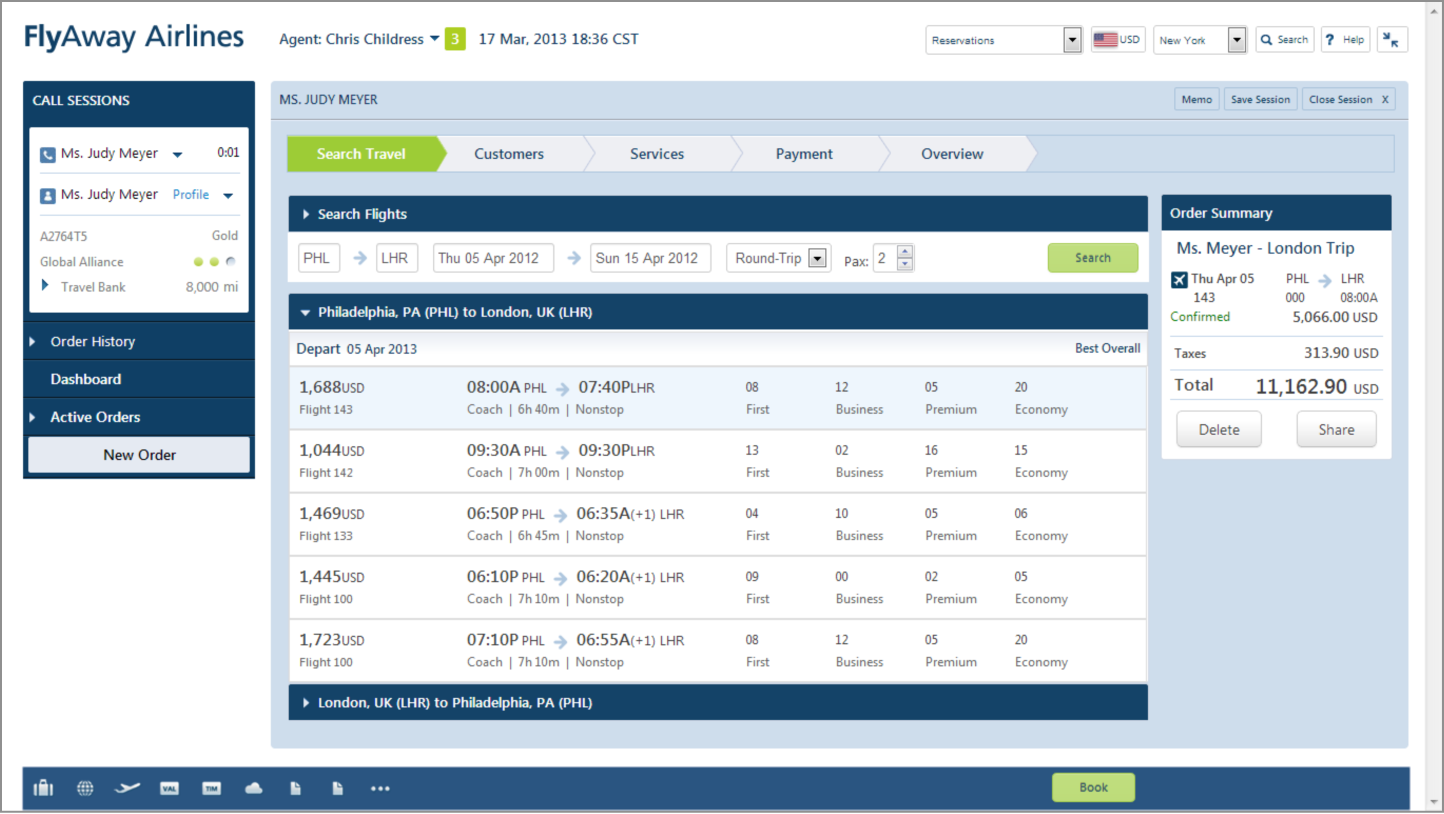 FlyAway Airlines
Agent: Chris Childress 3 17 Mar, 2013 18:36 CST
Reservations USD New York Search ? Help
CALL SESSIONS
Ms. Judy Meyer 0:01
Ms. Judy Meyer Profile
A2764T5 Gold
Global Alliance
Travel Bank 8,000 mi
Order History
Dashboard
Active Orders
New Order
MS. JUDY MEYER Memo Save Session Close Session X
Search Travel Customers Services Payment Overview
Search Flights
PHL LHR Thu 05 Apr 2012 Sun 15 Apr 2012 Round-Trip Pax: 2 Search
Philadelphia, PA (PHL) to London, UK (LHR)
Depart 05 Apr 2013 Best Overall
1,688USD 08:00A PHL 07:40PLHR 08 12 05 20
Flight 143 Coach | 6h 40m | Nonstop First Business Premium Economy
1,044USD 09:30A PHL 09:30PLHR 13 02 16 15
Flight 142 Coach | 7h 00m | Nonstop First Business Premium Economy
1,469USD 06:50P PHL 06:35A(+1) LHR 04 10 05 06
Flight 133 Coach | 6h 45m | Nonstop First Business Premium Economy
1,445USD 06:10P PHL 06:20A(+1) LHR 09 00 02 05
Flight 100 Coach | 7h 10m | Nonstop First Business Premium Economy
1,723USD 07:10P PHL 06:55A(+1) LHR 08 12 05 20
Flight 100 Coach | 7h 10m | Nonstop First Business Premium Economy
London, UK (LHR) to Philadelphia, PA (PHL)
Order Summary
Ms. Meyer - London Trip
Thu Apr 05 PHL LHR
143 000 08:00A
Confirmed 5,066.00 USD
Taxes 313.90 USD
Total 11,162.90 USD
Delete Share
VAL TIM Book